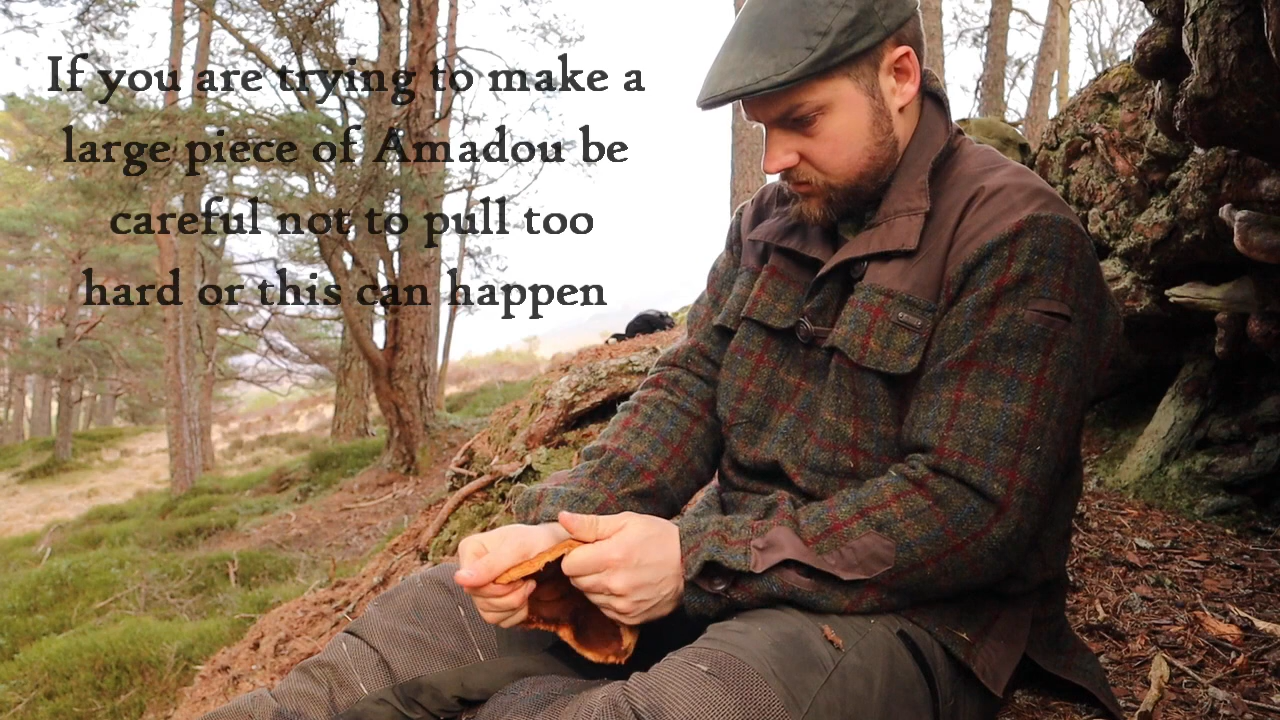 If you are trying to make a
large piece of Amadou be
careful not to pull too
hard or this can happen